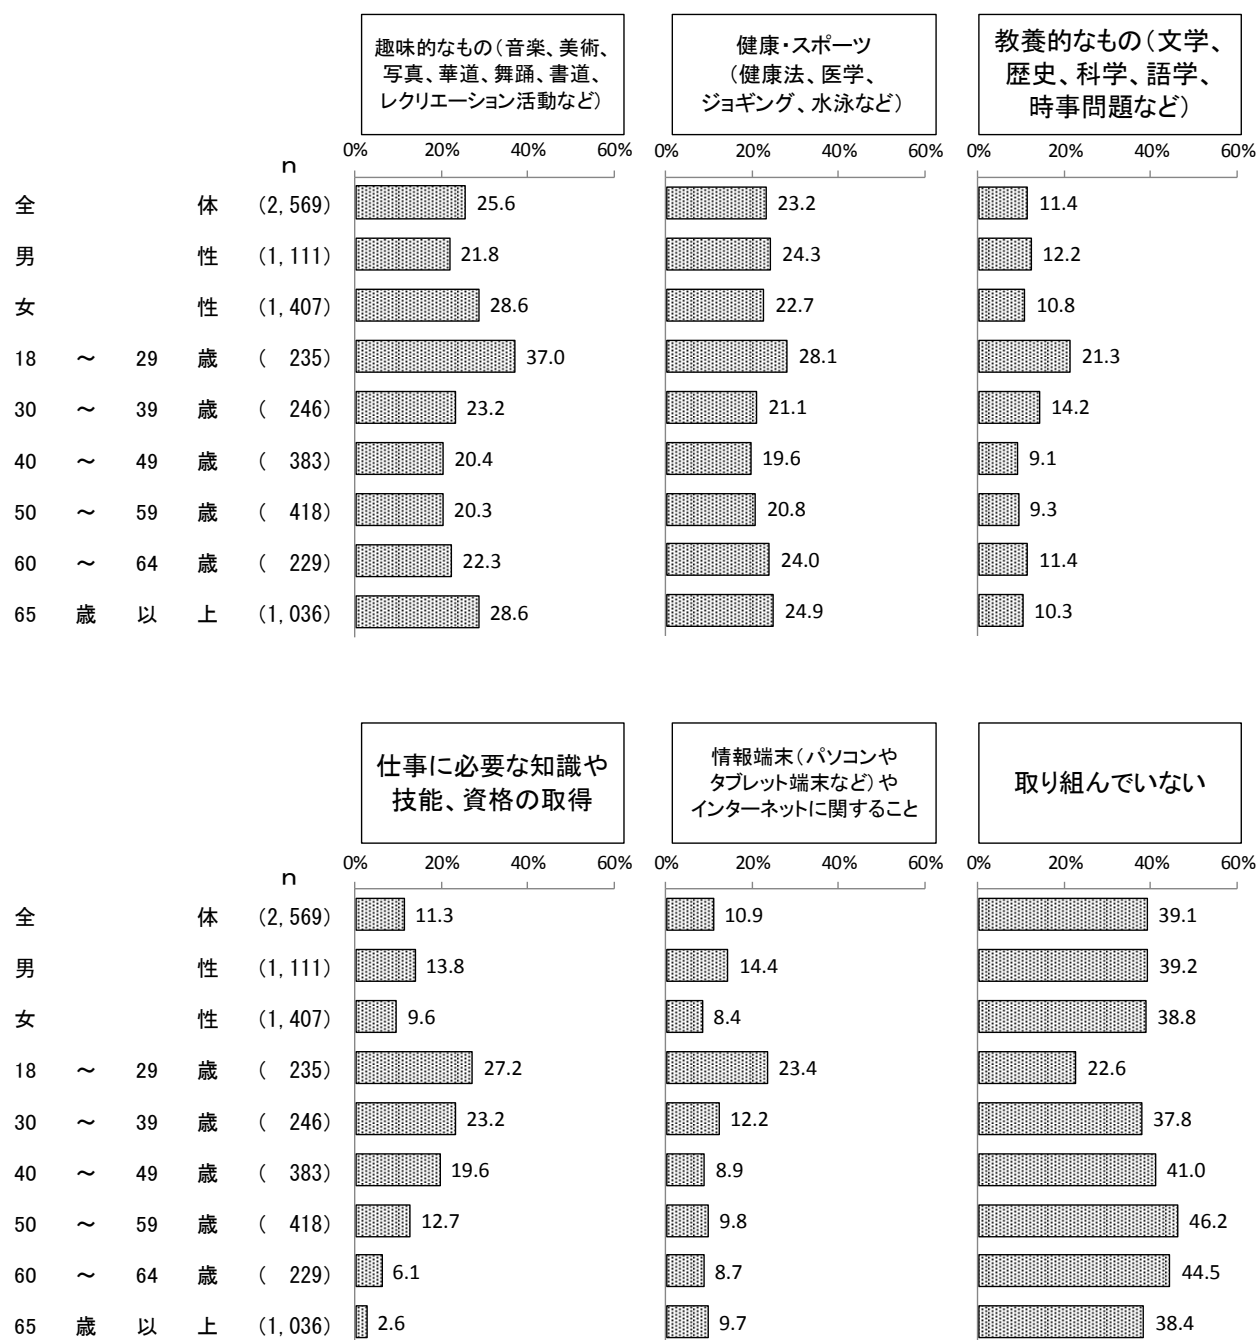 趣味的なもの（音楽、美術、
写真、華道、舞踊、書道、
レクリエーション活動など）
健康・スポーツ
（健康法、医学、
ジョギング、水泳など）
教養的なもの（文学、
歴史、科学、語学、
時事問題など）
0% 20% 40% 60% 0% 20% 40% 60% 0% 20% 40% 60%
n
全体 (2,569) 25.6 23.2 11.4
男性 (1,111) 21.8 24.3 12.2
女性 (1,407) 28.6 22.7 10.8
18 ～ 29 歳 ( 235) 37.0 28.1 21.3
30 ～ 39 歳 ( 246) 23.2 21.1 14.2
40 ～ 49 歳 ( 383) 20.4 19.6 9.1
50 ～ 59 歳 ( 418) 20.3 20.8 9.3
60 ～ 64 歳 ( 229) 22.3 24.0 11.4
65 歳以上 (1,036) 28.6 24.9 10.3
仕事に必要な知識や
技能、資格の取得
情報端末（パソコンや
タブレット端末など）や
インターネットに関すること
取り組んでいない
0% 20% 40% 60% 0% 20% 40% 60% 0% 20% 40% 60%
n
全体 (2,569) 11.3 10.9 39.1
男性 (1,111) 13.8 14.4 39.2
女性 (1,407) 9.6 8.4 38.8
18 ～ 29 歳 ( 235) 27.2 23.4 22.6
30 ～ 39 歳 ( 246) 23.2 12.2 37.8
40 ～ 49 歳 ( 383) 19.6 8.9 41.0
50 ～ 59 歳 ( 418) 12.7 9.8 46.2
60 ～ 64 歳 ( 229) 6.1 8.7 44.5
65 歳以上 (1,036) 2.6 9.7 38.4